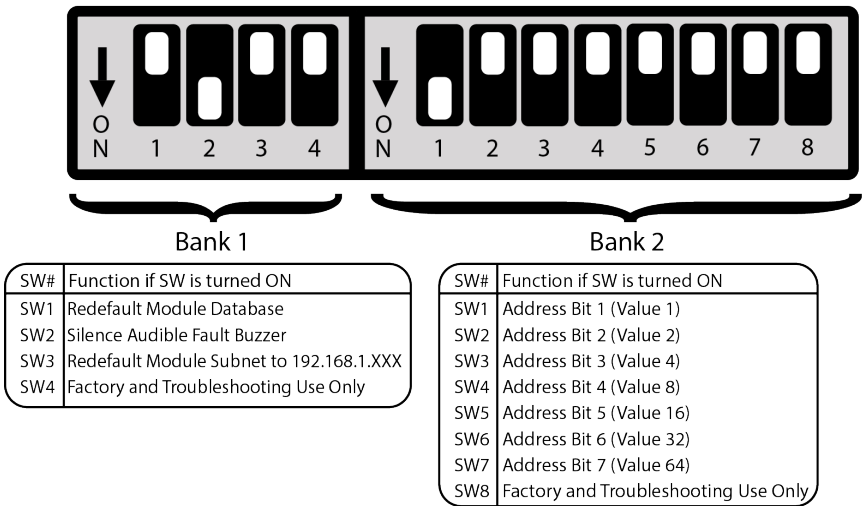 O
N
1 2 3 4
O
N
1 2 3 4 5 6 7 8
Bank 1
SW# Function if SW is turned ON
SW1 Redefault Module Database
SW2 Silence Audible Fault Buzzer
SW3 Redefault Module Subnet to 192.168.1.XXX
SW4 Factory and Troubleshooting Use Only
Bank 2
SW# Function if SW is turned ON
SW1 Address Bit 1 (Value 1)
SW2 Address Bit 2 (Value 2)
SW3 Address Bit 3 (Value 4)
SW4 Address Bit 4 (Value 8)
SW5 Address Bit 5 (Value 16)
SW6 Address Bit 6 (Value 32)
SW7 Address Bit 7 (Value 64)
SW8 Factory and Troubleshooting Use Only